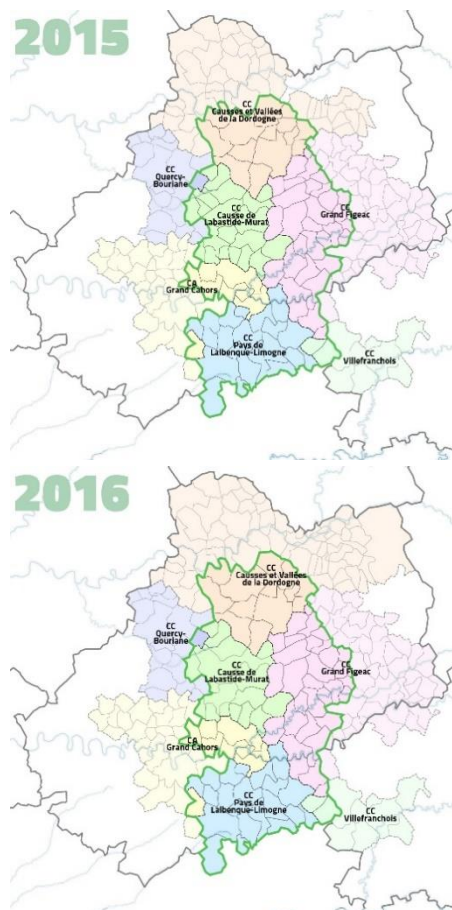 2015
CC
Causses et Vallées
de la Dordogne
CC
Quercy-
Bouriane
CC
Causse de
Labastide-Murat
CC
Grand Figeac
CA
Grand Cahors
CC
Pays de
Lalbenque-Limogne
CC
Villefranchois
2016
CC
Causses et Vallées
de la Dordogne
CC
Quercy-
Bouriane
CC
Causse de
Labastide-Murat
CC
Grand Figeac
CA
Grand Cahors
CC
Pays de
Lalbenque-Limogne
CC
Villefranchois